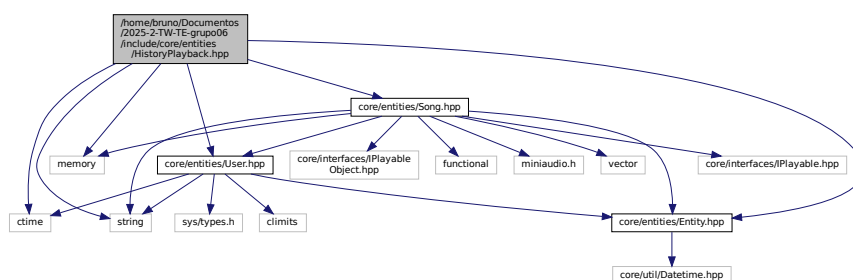 /home/bruno/Documentos
/2025-2-TW-TE-grupo06
/include/core/entities
/HistoryPlayback.hpp
core/entities/Song.hpp
memory
core/entities/User.hpp
core/interfaces/IPlayable
Object.hpp
functional
miniaudio.h
vector
core/interfaces/IPlayable.hpp
ctime
string
sys/types.h
climits
core/entities/Entity.hpp
core/util/Datetime.hpp